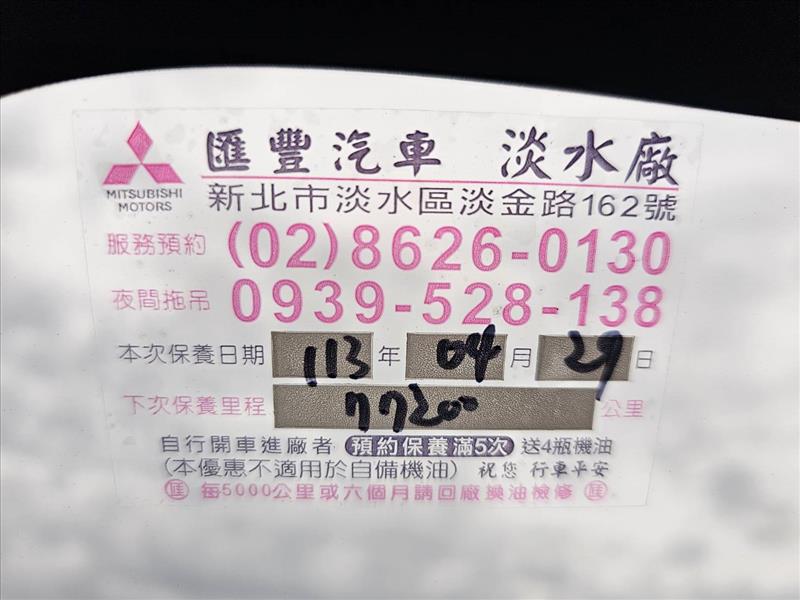 匯豐汽車 淡水廠
MITSUBISHI
MOTORS
新北市淡水區淡金路162號
服務預約 (02)8626-0130
夜間拖吊 0939-528-138
本次保養日期 113 年 04 月 29 日
下次保養里程 77200 公里
自行開車進廠者 預約保養滿5次 送4瓶機油
(本優惠不適用於自備機油) 祝您 行車平安
匯 每5000公里或六個月請回廠換油檢修 匯